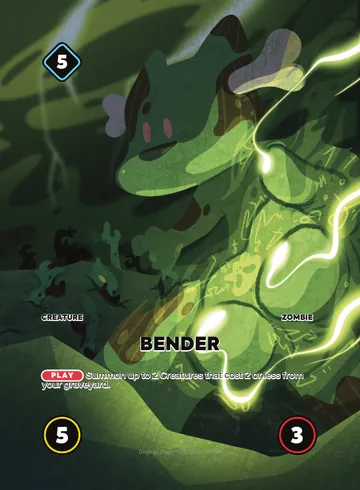 5
CREATURE ZOMBIE
BENDER
PLAY Summon up to 2 Creatures that cost 2 or less from
your graveyard.
5 3